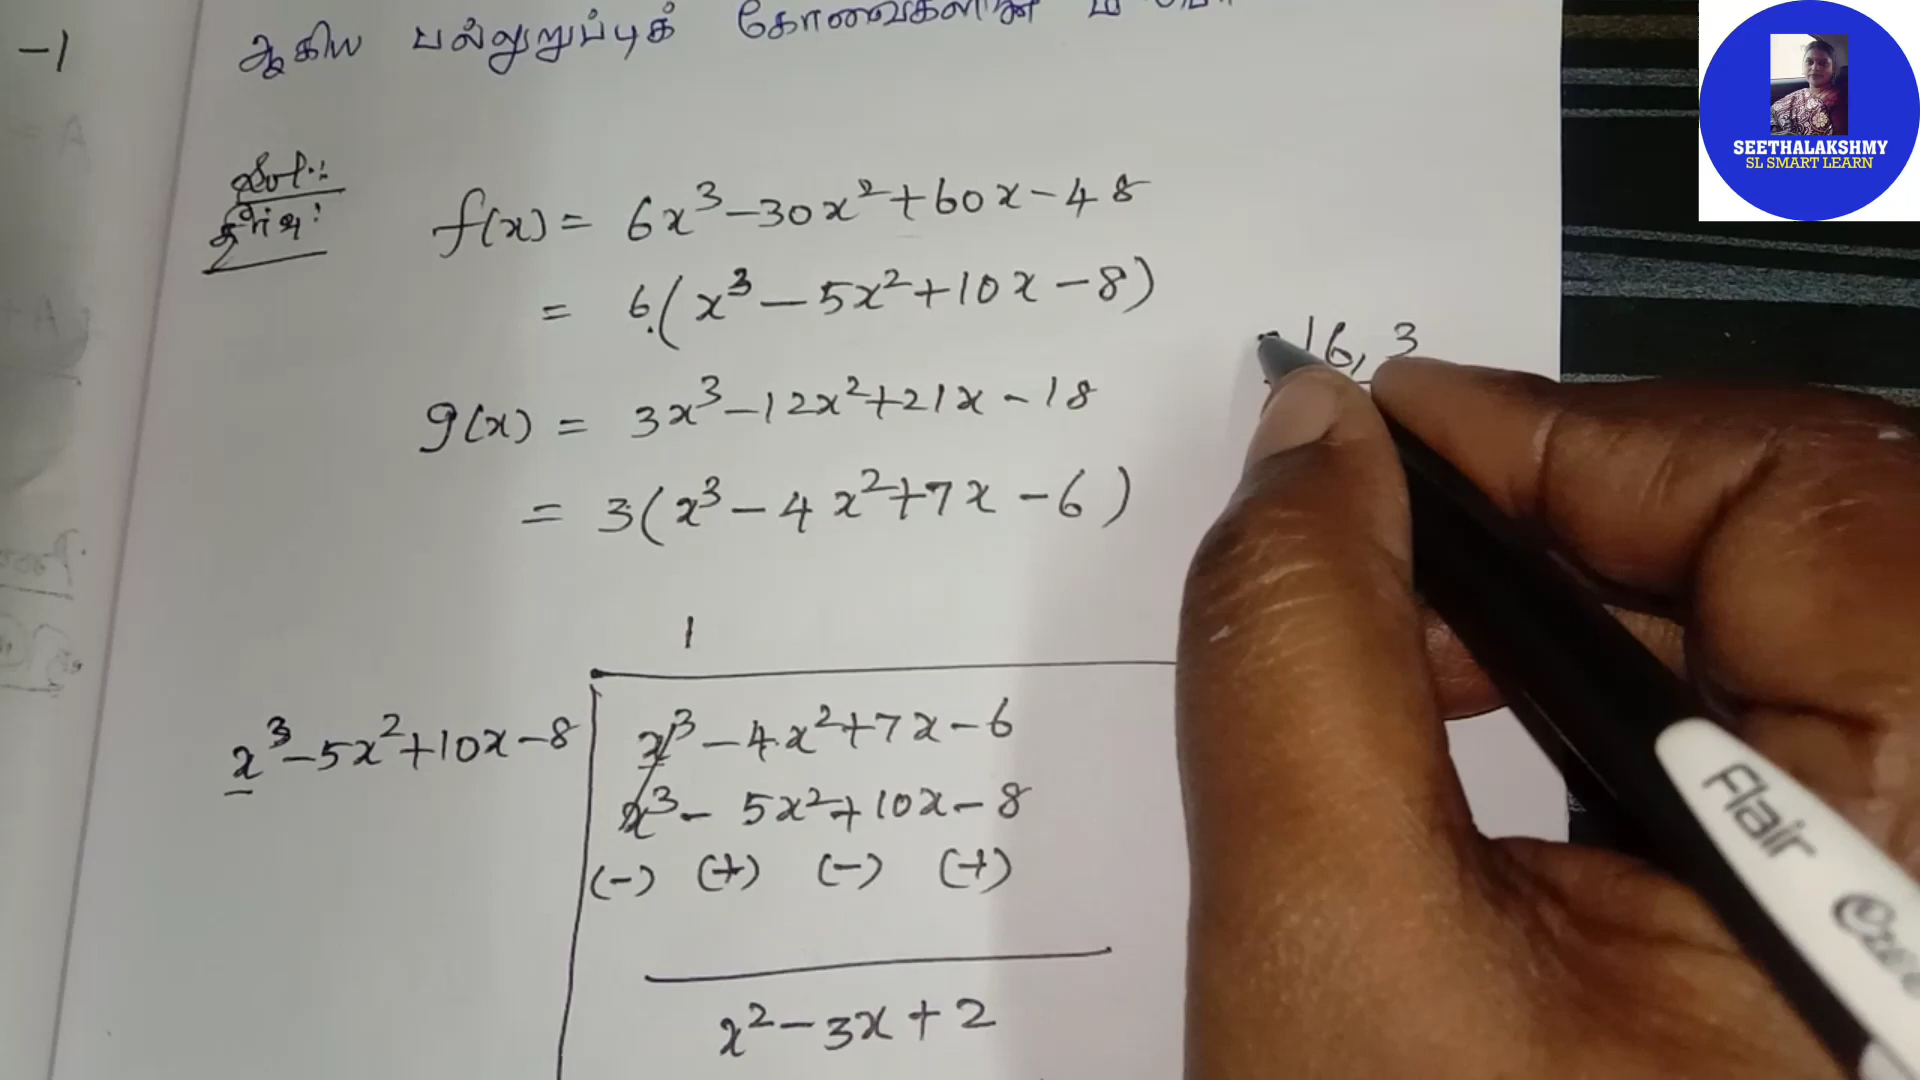 -1
ஆகிய பல்லுறுப்புக் கோவைகளின்
Sol:
தீர்வு:
f(x) = 6x³ - 30x² + 60x - 48
= 6(x³ - 5x² + 10x - 8)
16, 3
g(x) = 3x³ - 12x² + 21x - 18
= 3(x³ - 4x² + 7x - 6)
1
x³ - 5x² + 10x - 8 x³ - 4x² + 7x - 6
x³ - 5x² + 10x - 8
(-) (+) (-) (+)
x² - 3x + 2
SEETHALAKSHMY
SL SMART LEARN
Flair